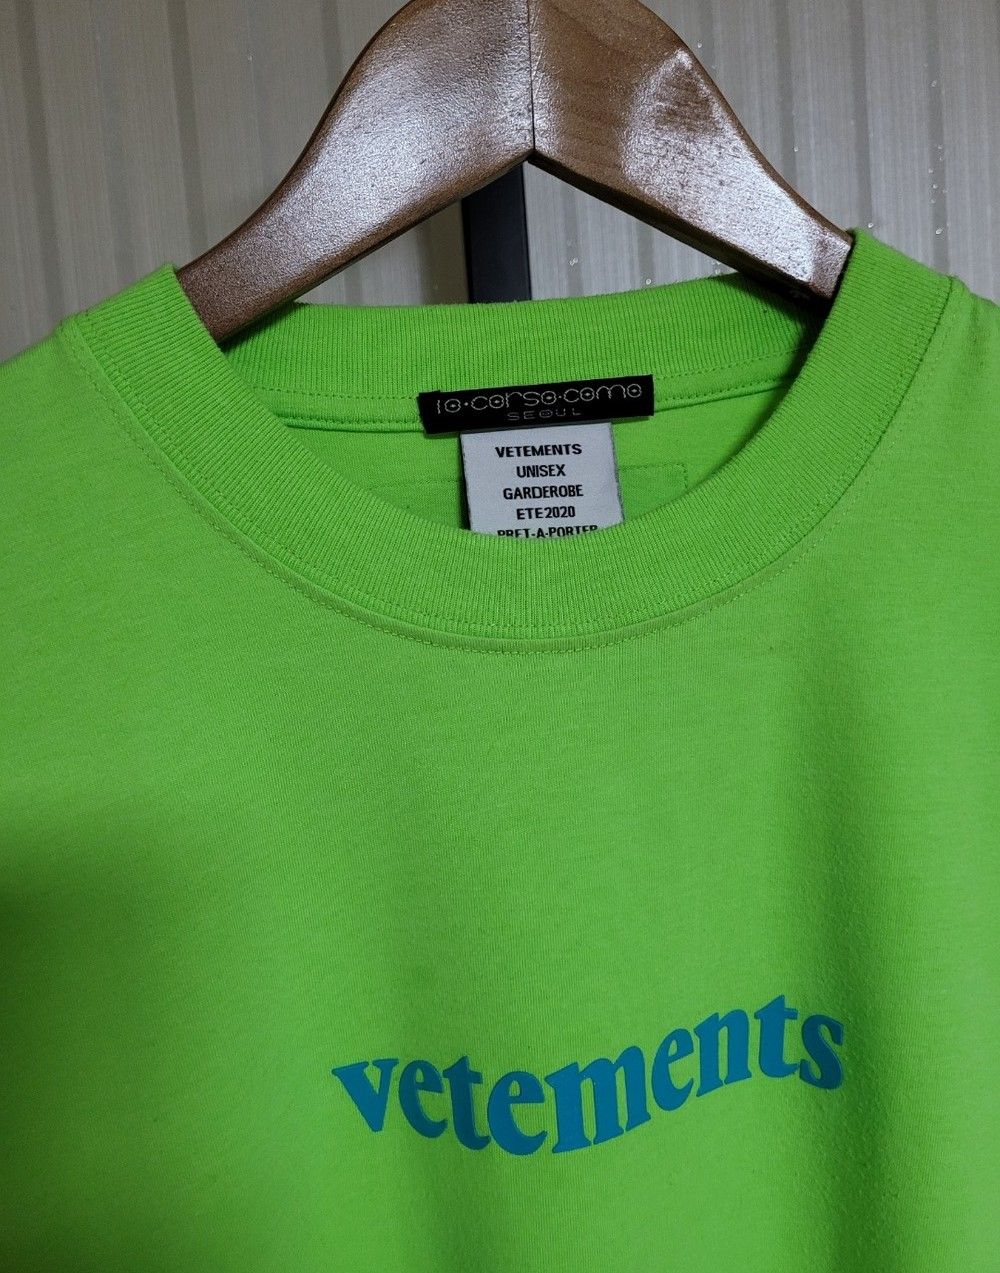 10·corso·como
SEOUL
VETEMENTS
UNISEX
GARDEROBE
ETE2020
PRET-A-PORTER
vetements